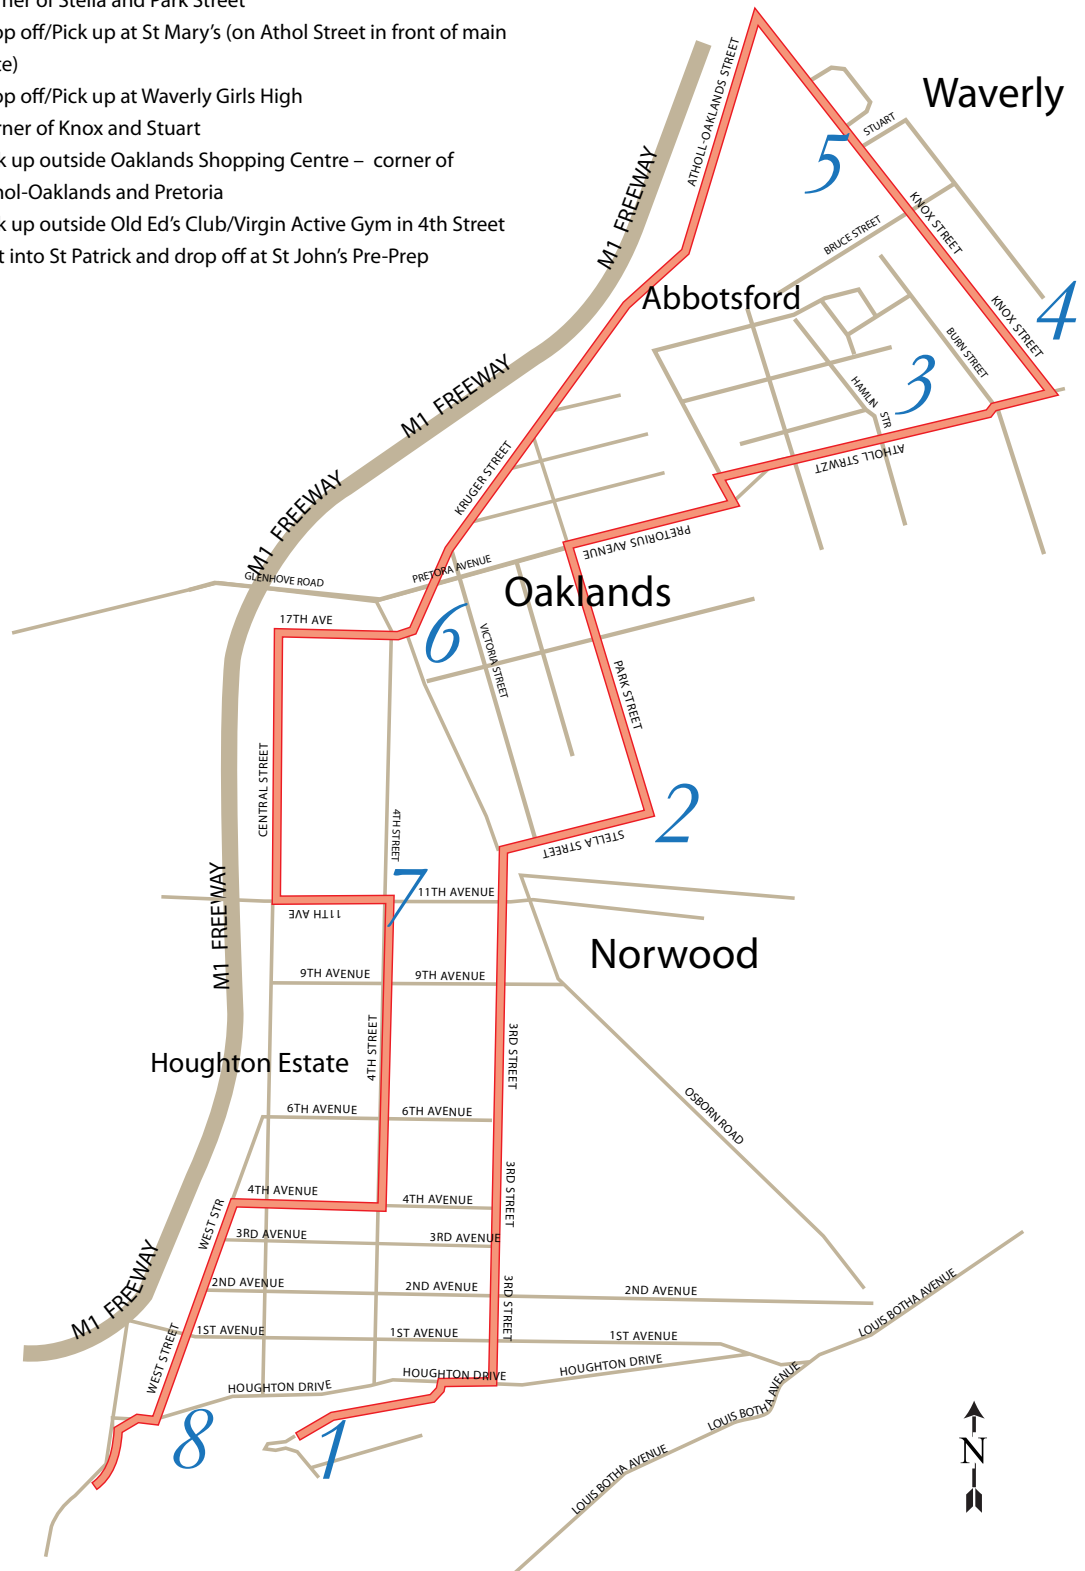 rner of Stella and Park Street
op off/Pick up at St Mary's (on Athol Street in front of main
te)
op off/Pick up at Waverly Girls High
rner of Knox and Stuart
k up outside Oaklands Shopping Centre – corner of
hol-Oaklands and Pretoria
k up outside Old Ed's Club/Virgin Active Gym in 4th Street
t into St Patrick and drop off at St John's Pre-Prep
Waverly
ATHOLL-OAKLANDS STREET
STUART
5
M1 FREEWAY
KNOX STREET
BRUCE STREET
Abbotsford
4
KNOX STREET
BURN STREET
3
HAMLIN STR
M1 FREEWAY
ATHOLL STRWZT
KRUGER STREET
M1 FREEWAY
PRETORIUS AVENUE
PRETORA AVENUE
GLENHOVE ROAD
Oaklands
17TH AVE
6
VICTORIA STREET
PARK STREET
CENTRAL STREET
4TH STREET
2
STELLA STREET
7
11TH AVENUE
11TH AVE
M1 FREEWAY
Norwood
9TH AVENUE
9TH AVENUE
4TH STREET
3RD STREET
Houghton Estate
6TH AVENUE
6TH AVENUE
OSBORN ROAD
3RD STREET
4TH AVENUE
4TH AVENUE
WEST STR
3RD AVENUE
3RD AVENUE
M1 FREEWAY
2ND AVENUE
2ND AVENUE
2ND AVENUE
3RD STREET
LOUIS BOTHA AVENUE
1ST AVENUE
1ST AVENUE
1ST AVENUE
WEST STREET
HOUGHTON DRIVE
HOUGHTON DRIVE
HOUGHTON DRIVE
LOUIS BOTHA AVENUE
8
1
LOUIS BOTHA AVENUE
N